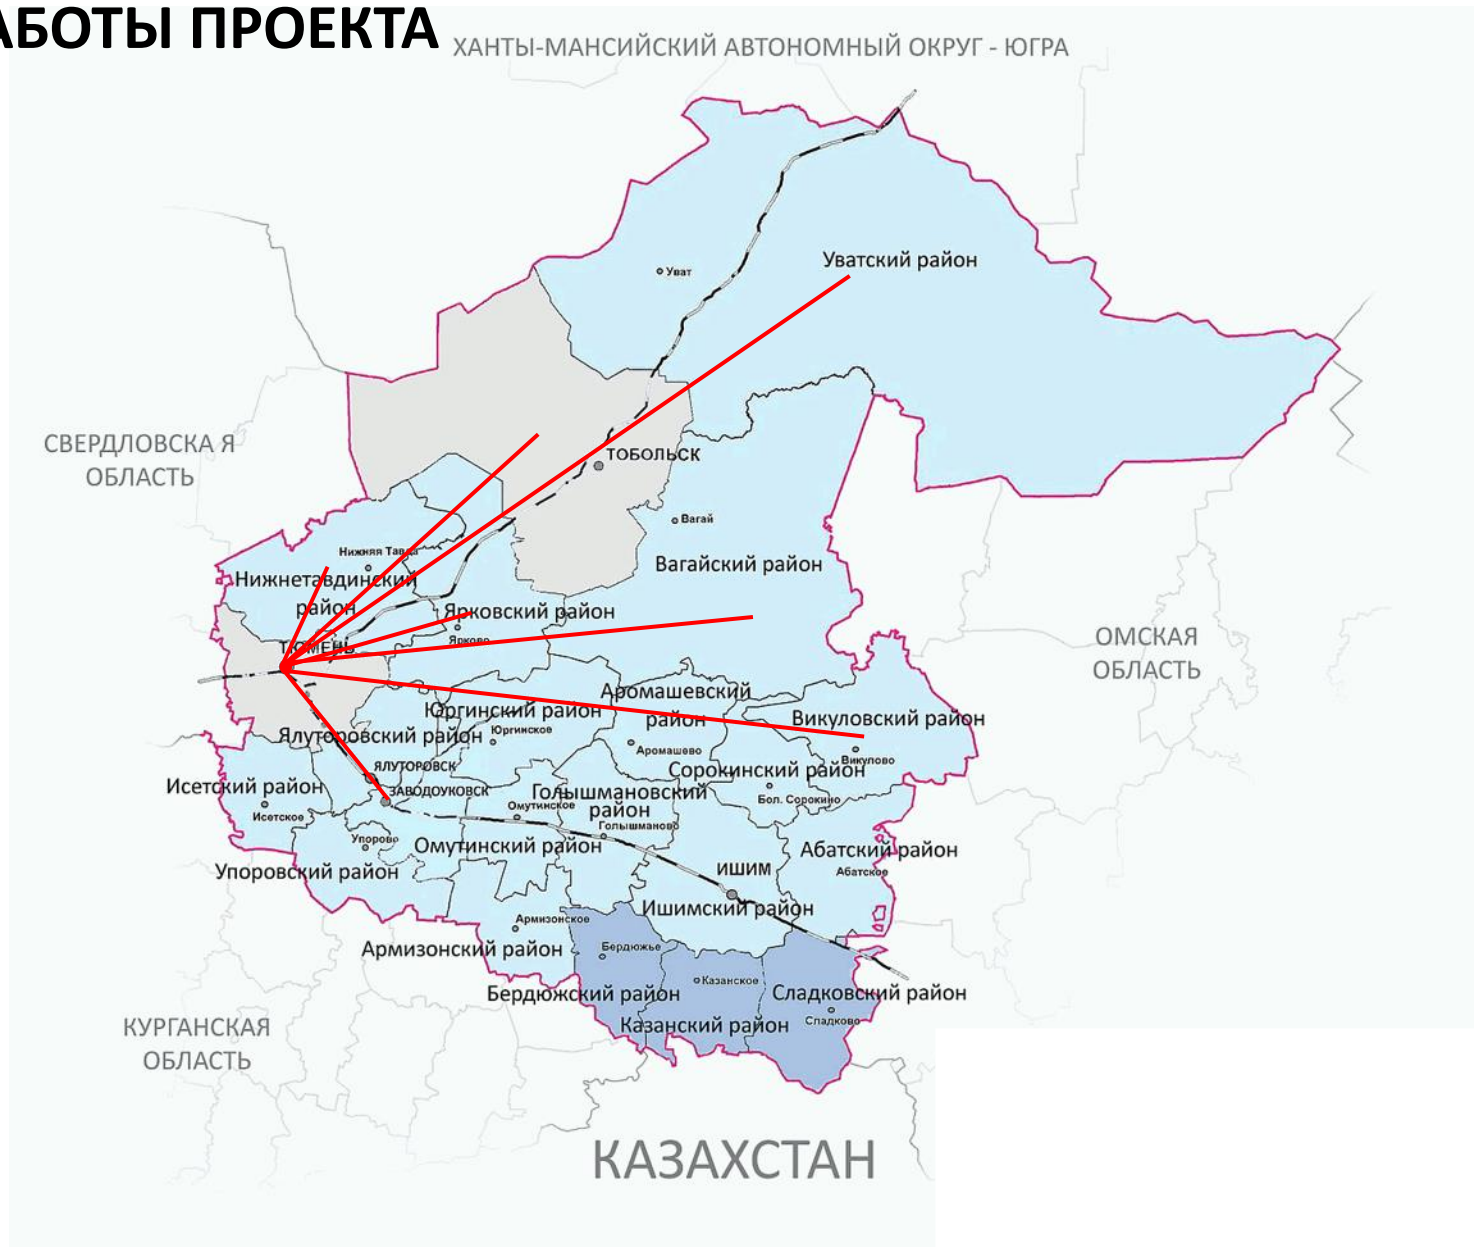 АБОТЫ ПРОЕКТА
ХАНТЫ-МАНСИЙСКИЙ АВТОНОМНЫЙ ОКРУГ - ЮГРА
Уватский район
Уват
СВЕРДЛОВСКА Я
ОБЛАСТЬ
ТОБОЛЬСК
Вагай
Нижняя Тавда
Вагайский район
Нижнетавдинский
район
Ярковский район
Ярково
ТЮМЕНЬ
ОМСКАЯ
ОБЛАСТЬ
Аромашевский
район
Юргинский район
Викуловский район
Юргинское
Ялуторовский район
Аромашево
Викулово
ЯЛУТОРОВСК
Сорокинский район
Исетский район
ЗАВОДОУКОВСК
Голышмановский
район
Бол. Сорокино
Омутинское
Исетское
Голышманово
Упорово
Омутинский район
Абатский район
Упоровский район
ИШИМ
Абатское
Ишимский район
Армизонское
Армизонский район
Бердюжье
Казанское
Бердюжский район
Сладковский район
Сладково
Казанский район
КУРГАНСКАЯ
ОБЛАСТЬ
КАЗАХСТАН